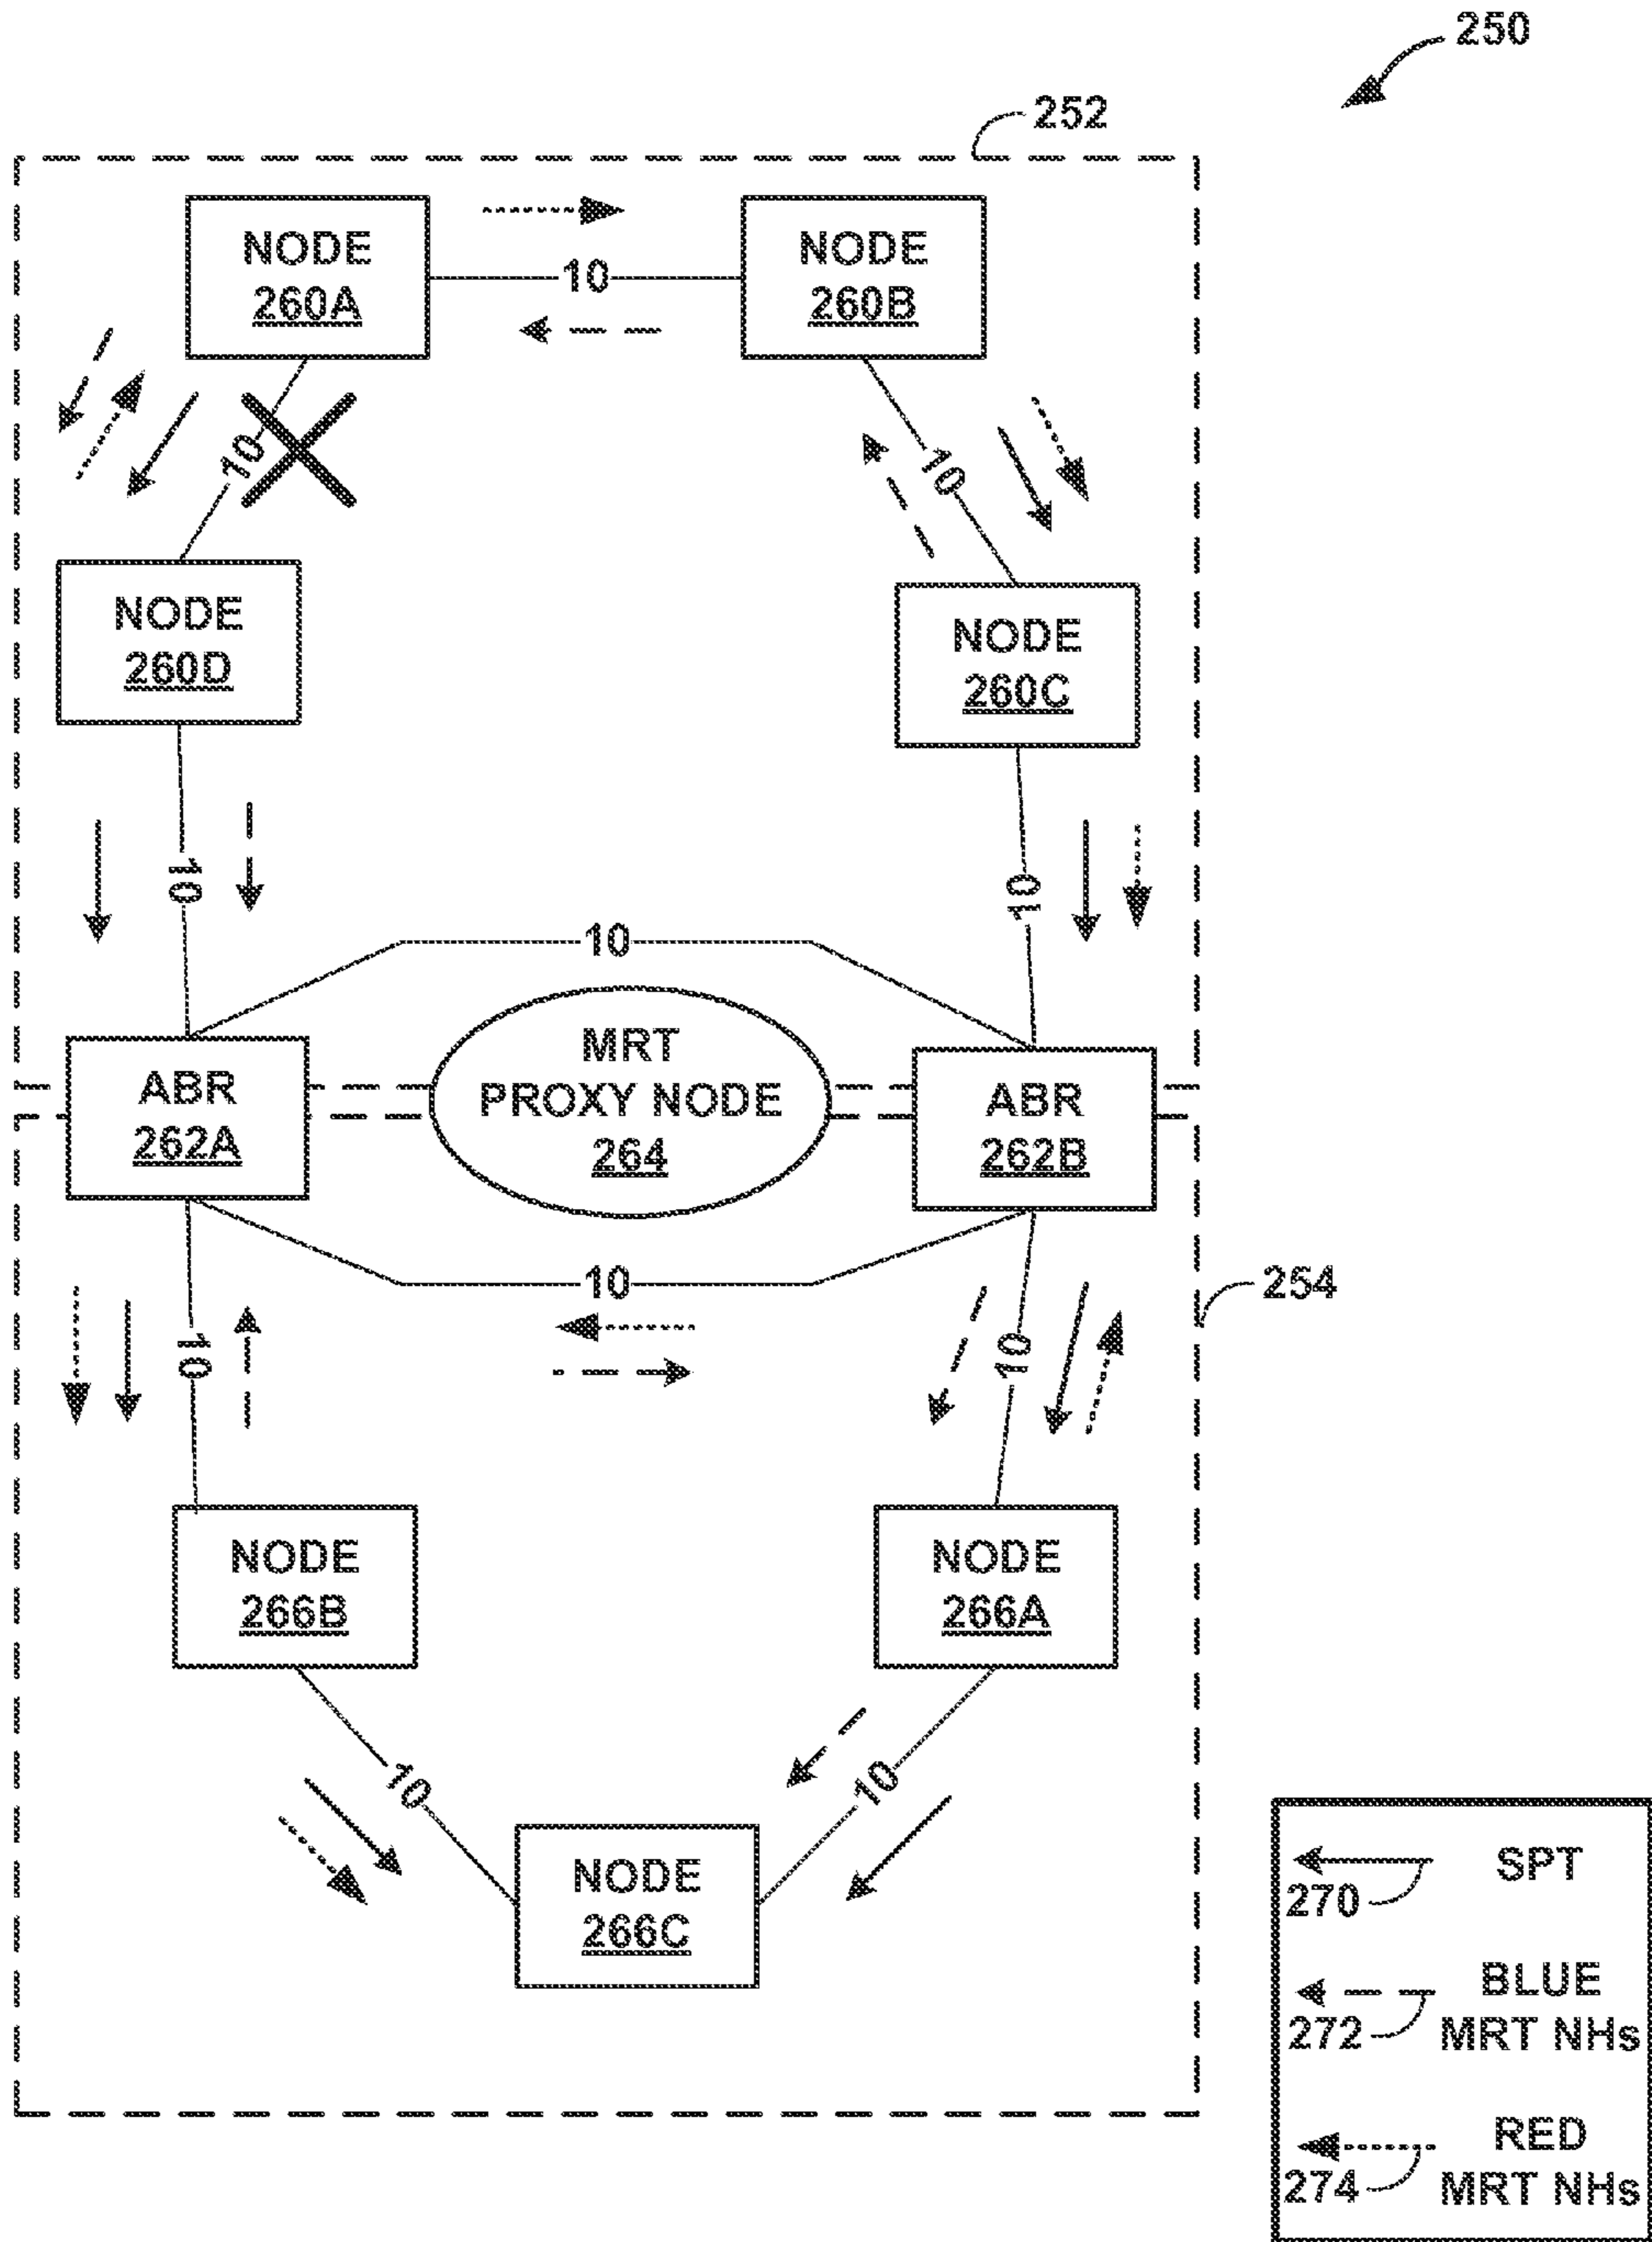 250
252
NODE
260A
10
NODE
260B
10
10
NODE
260D
NODE
260C
10
10
10
ABR
262A
MRT
PROXY NODE
264
ABR
262B
10
254
10
10
NODE
266B
NODE
266A
10
10
NODE
266C
SPT
270
BLUE
272
MRT NHs
RED
274
MRT NHs